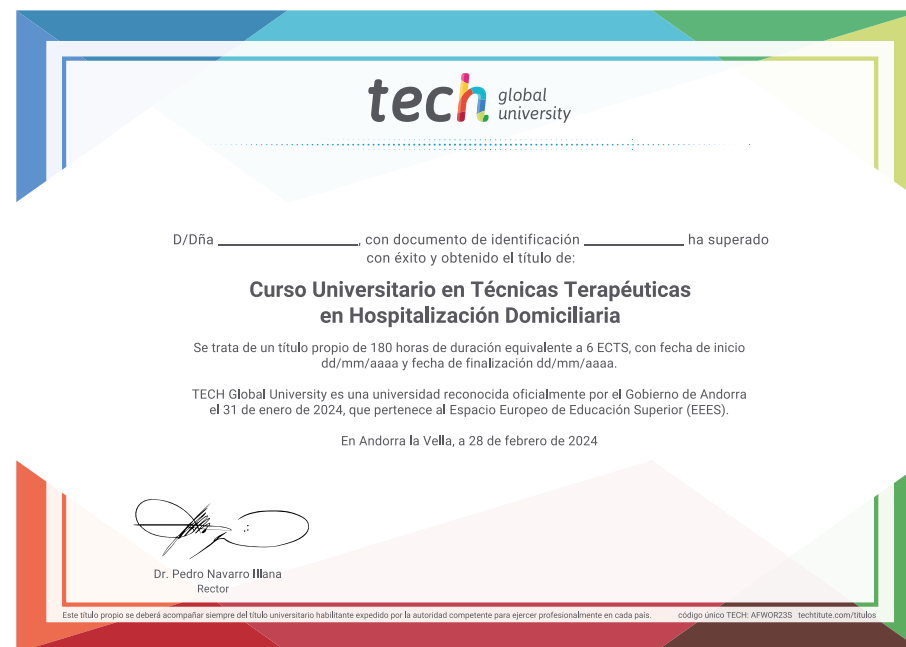 tech global university
D/Dña ____________________, con documento de identificación ______________ ha superado
con éxito y obtenido el título de:
Curso Universitario en Técnicas Terapéuticas
en Hospitalización Domiciliaria
Se trata de un título propio de 180 horas de duración equivalente a 6 ECTS, con fecha de inicio
dd/mm/aaaa y fecha de finalización dd/mm/aaaa.
TECH Global University es una universidad reconocida oficialmente por el Gobierno de Andorra
el 31 de enero de 2024, que pertenece al Espacio Europeo de Educación Superior (EEES).
En Andorra la Vella, a 28 de febrero de 2024
Dr. Pedro Navarro Illana
Rector
Este título propio se deberá acompañar siempre del título universitario habilitante expedido por la autoridad competente para ejercer profesionalmente en cada país. código único TECH: AFWOR23S techtitute.com/titulos